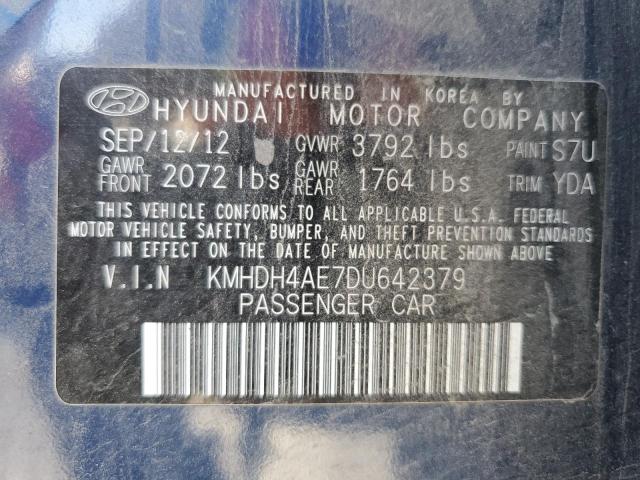 MANUFACTURED IN KOREA BY
HYUNDAI MOTOR COMPANY
SEP/12/12 GVWR 3792 lbs PAINT S7U
GAWR FRONT 2072 lbs GAWR REAR 1764 lbs TRIM YDA
THIS VEHICLE CONFORMS TO ALL APPLICABLE U.S.A. FEDERAL
MOTOR VEHICLE SAFETY, BUMPER, AND THEFT PREVENTION STANDARDS
IN EFFECT ON THE DATE OF MANUFACTURE SHOWN ABOVE.
V.I.N KMHDH4AE7DU642379
PASSENGER CAR